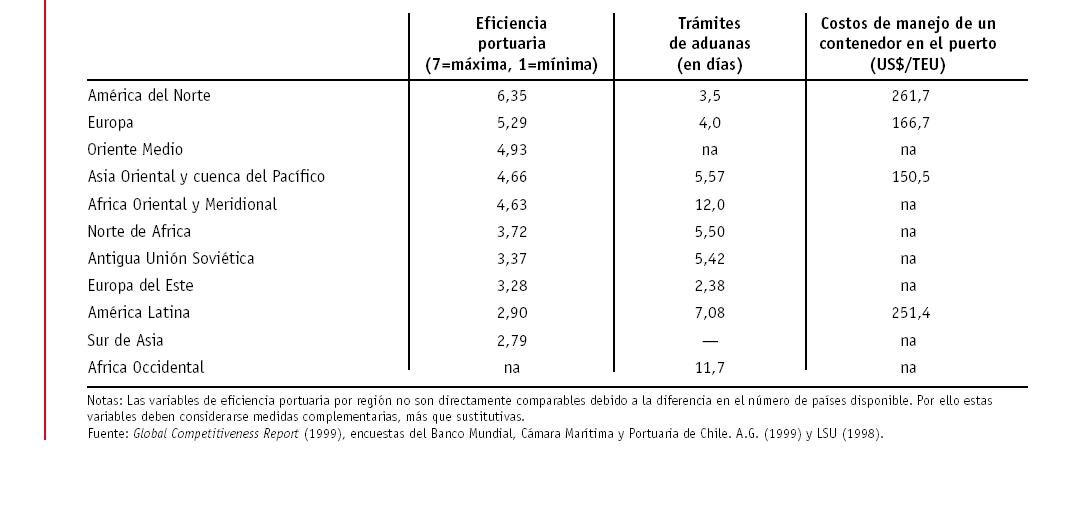 Eficiencia portuaria (7=máxima, 1=mínima) Trámites de aduanas (en días) Costos de manejo de un contenedor en el puerto (US$/TEU)
América del Norte 6,35 3,5 261,7
Europa 5,29 4,0 166,7
Oriente Medio 4,93 na na
Asia Oriental y cuenca del Pacífico 4,66 5,57 150,5
Africa Oriental y Meridional 4,63 12,0 na
Norte de Africa 3,72 5,50 na
Antigua Unión Soviética 3,37 5,42 na
Europa del Este 3,28 2,38 na
América Latina 2,90 7,08 251,4
Sur de Asia 2,79 — na
Africa Occidental na 11,7 na
Notas: Las variables de eficiencia portuaria por región no son directamente comparables debido a la diferencia en el número de países disponible. Por ello estas
variables deben considerarse medidas complementarias, más que sustitutivas.
Fuente: Global Competitiveness Report (1999), encuestas del Banco Mundial, Cámara Marítima y Portuaria de Chile. A.G. (1999) y LSU (1998).